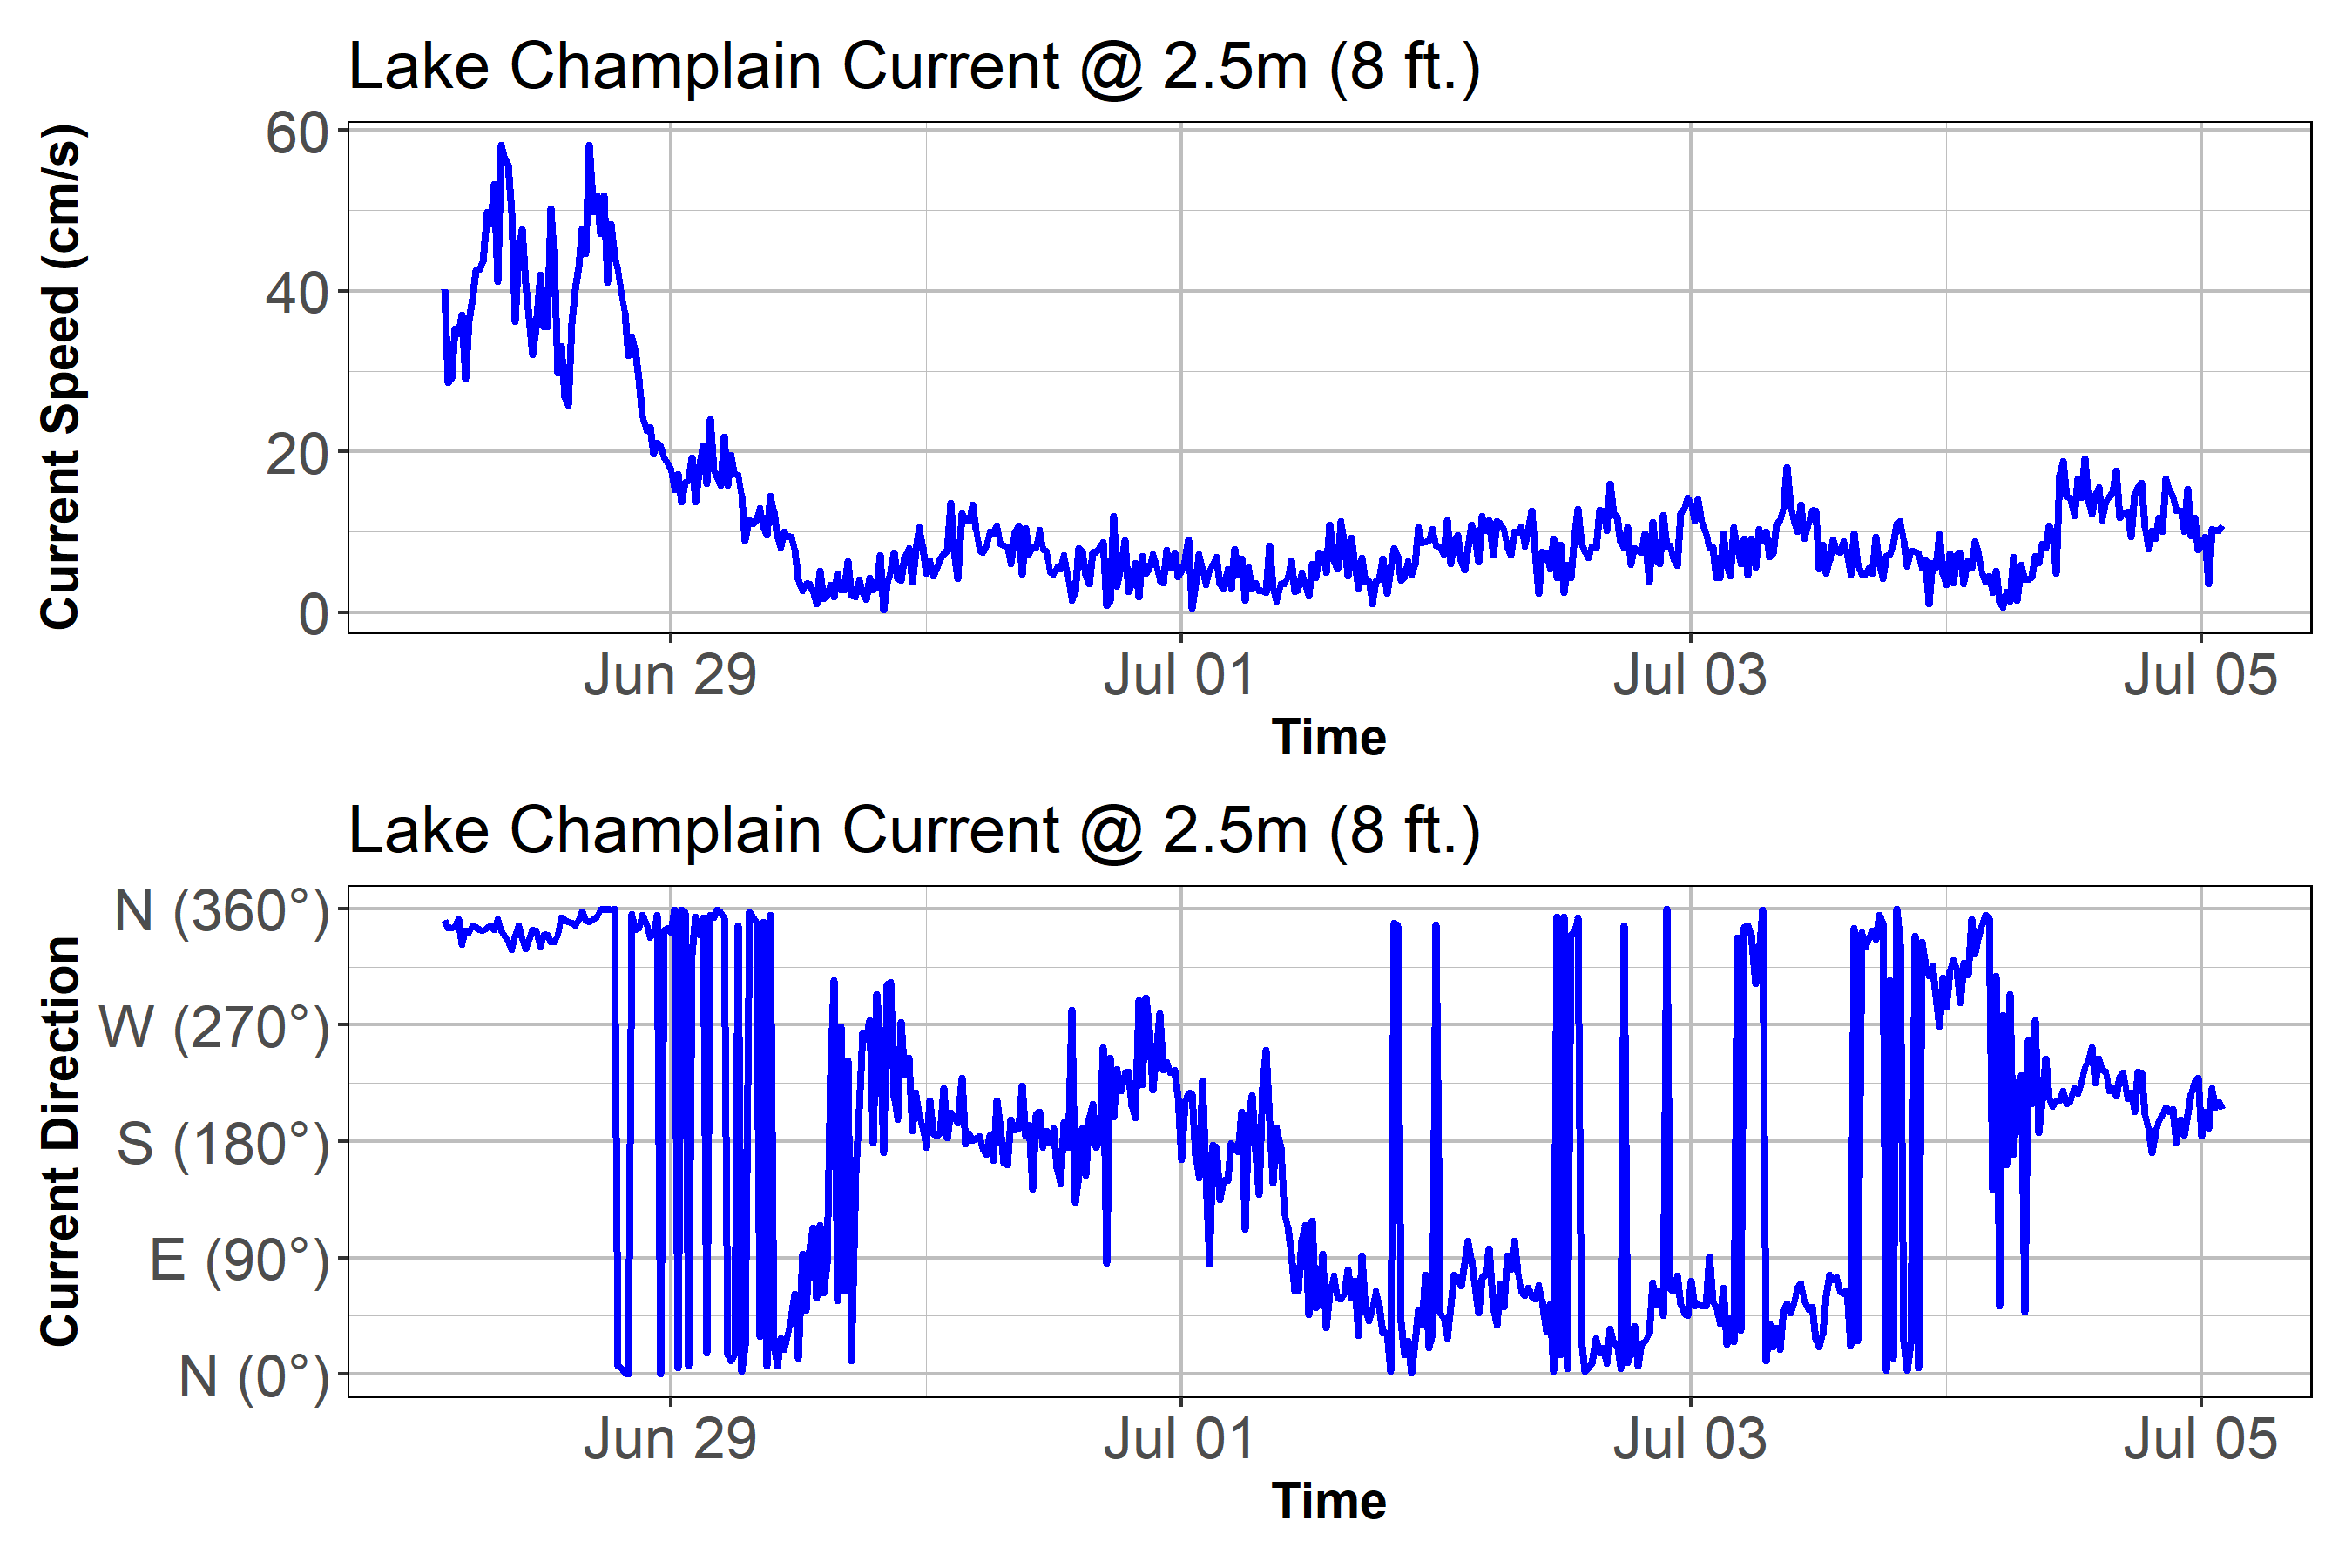 Lake Champlain Current @ 2.5m (8 ft.)
Current Speed (cm/s)
60
40
20
0
Jun 29 Jul 01 Jul 03 Jul 05
Time
Lake Champlain Current @ 2.5m (8 ft.)
Current Direction
N (360°)
W (270°)
S (180°)
E (90°)
N (0°)
Jun 29 Jul 01 Jul 03 Jul 05
Time